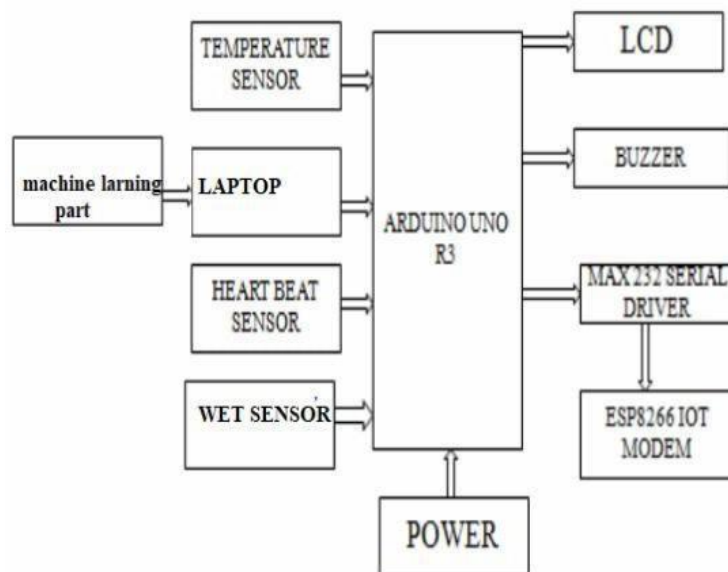 TEMPERATURE
SENSOR
machine larning
part
LAPTOP
HEART BEAT
SENSOR
WET SENSOR
ARDUINO UNO
R3
POWER
LCD
BUZZER
MAX 232 SERIAL
DRIVER
ESP8266 IOT
MODEM